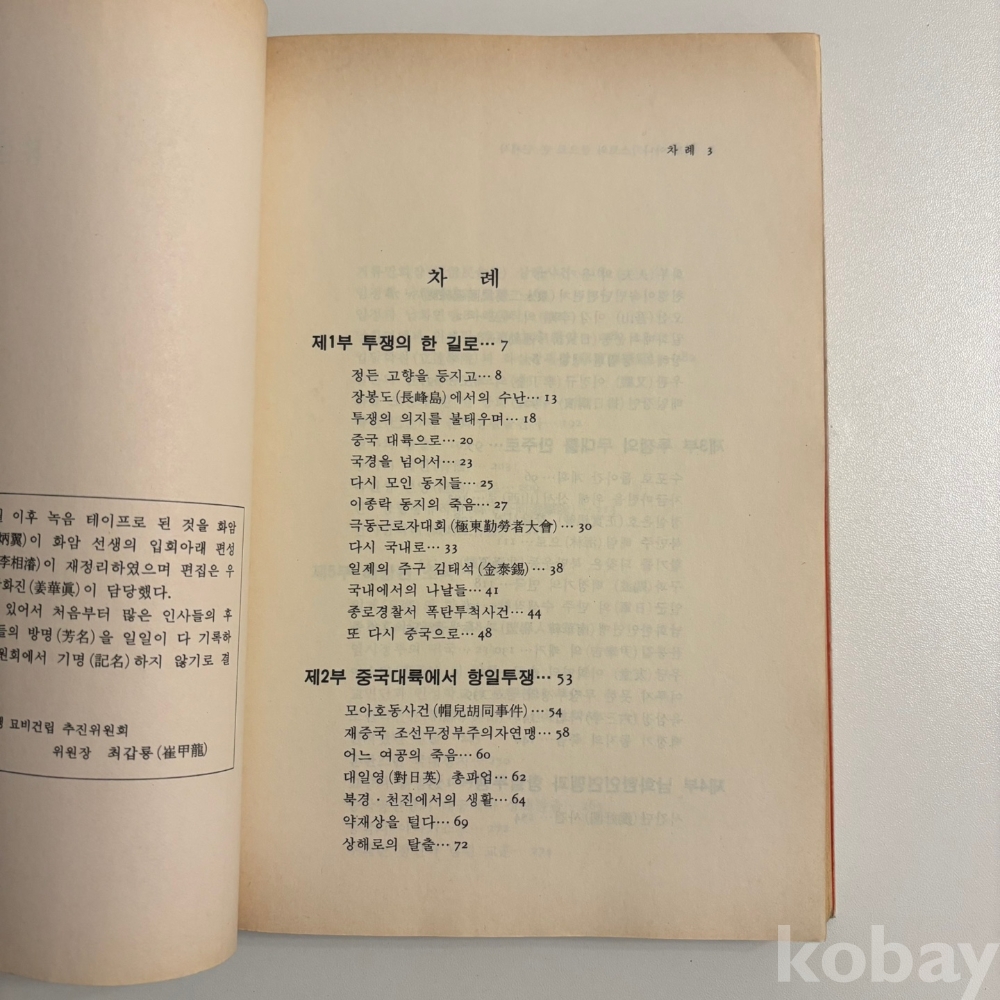 이후 녹음 테이프로 된 것을 화암
炳翼)이 화암 선생의 입회아래 편성
李相濬)이 재정리하였으며 편집은 우
화진(姜華眞)이 담당했다.
있어서 처음부터 많은 인사들의 후
들의 방명(芳名)을 일일이 다 기록하
원회에서 기명(記名)하지 않기로 결
묘비건립 추진위원회
위원장 최갑룡(崔甲龍)
차례 3
차 례
제1부 투쟁의 한 길로… 7
정든 고향을 등지고… 8
장봉도(長峰島)에서의 수난… 13
투쟁의 의지를 불태우며… 18
중국 대륙으로… 20
국경을 넘어서… 23
다시 모인 동지들… 25
이종락 동지의 죽음… 27
극동근로자대회(極東勤勞者大會)… 30
다시 국내로… 33
일제의 주구 김태석(金泰錫)… 38
국내에서의 나날들… 41
종로경찰서 폭탄투척사건… 44
또 다시 중국으로… 48
제2부 중국대륙에서 항일투쟁… 53
모아호동사건(帽兒胡同事件)… 54
재중국 조선무정부주의자연맹… 58
어느 여공의 죽음… 60
대일영(對日英) 총파업… 62
북경·천진에서의 생활… 64
약재상을 털다… 69
상해로의 탈출… 72
kobay